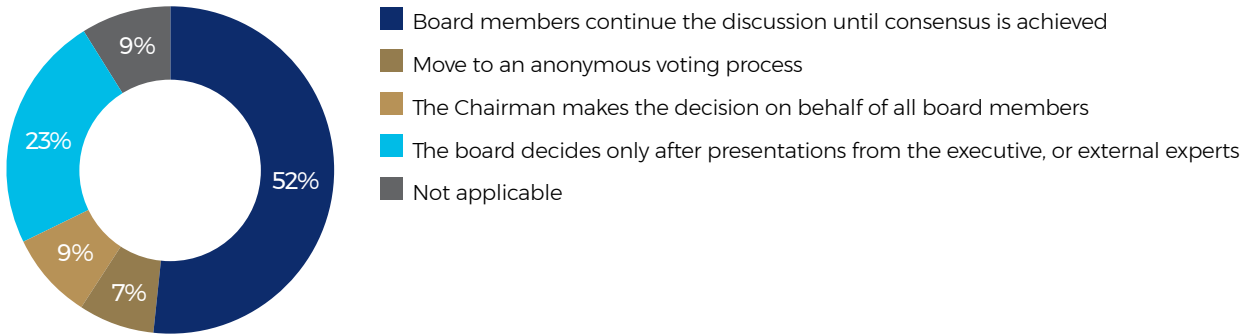 Board members continue the discussion until consensus is achieved
Move to an anonymous voting process
The Chairman makes the decision on behalf of all board members
The board decides only after presentations from the executive, or external experts
Not applicable
9%
23%
52%
9%
7%